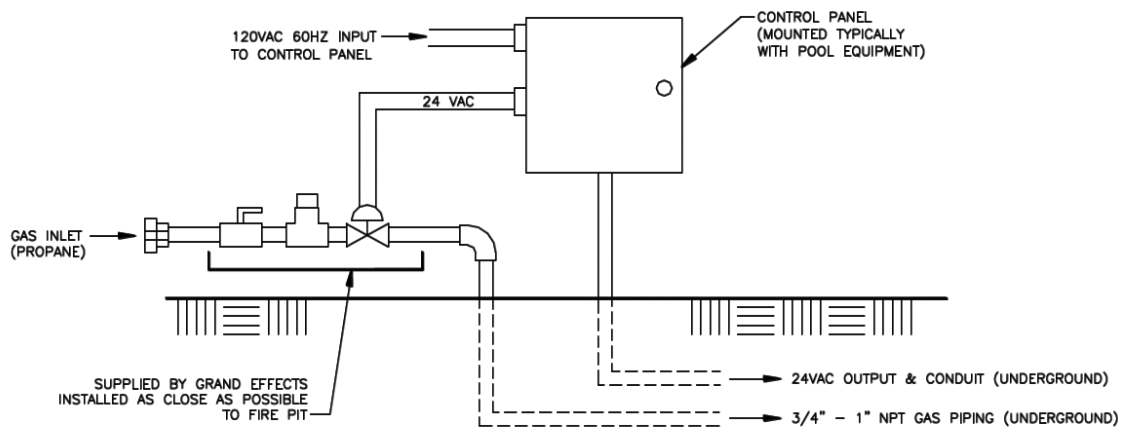 120VAC 60HZ INPUT
TO CONTROL PANEL
CONTROL PANEL
(MOUNTED TYPICALLY
WITH POOL EQUIPMENT)
24 VAC
GAS INLET
(PROPANE)
SUPPLIED BY GRAND EFFECTS
INSTALLED AS CLOSE AS POSSIBLE
TO FIRE PIT
24VAC OUTPUT & CONDUIT (UNDERGROUND)
3/4" - 1" NPT GAS PIPING (UNDERGROUND)